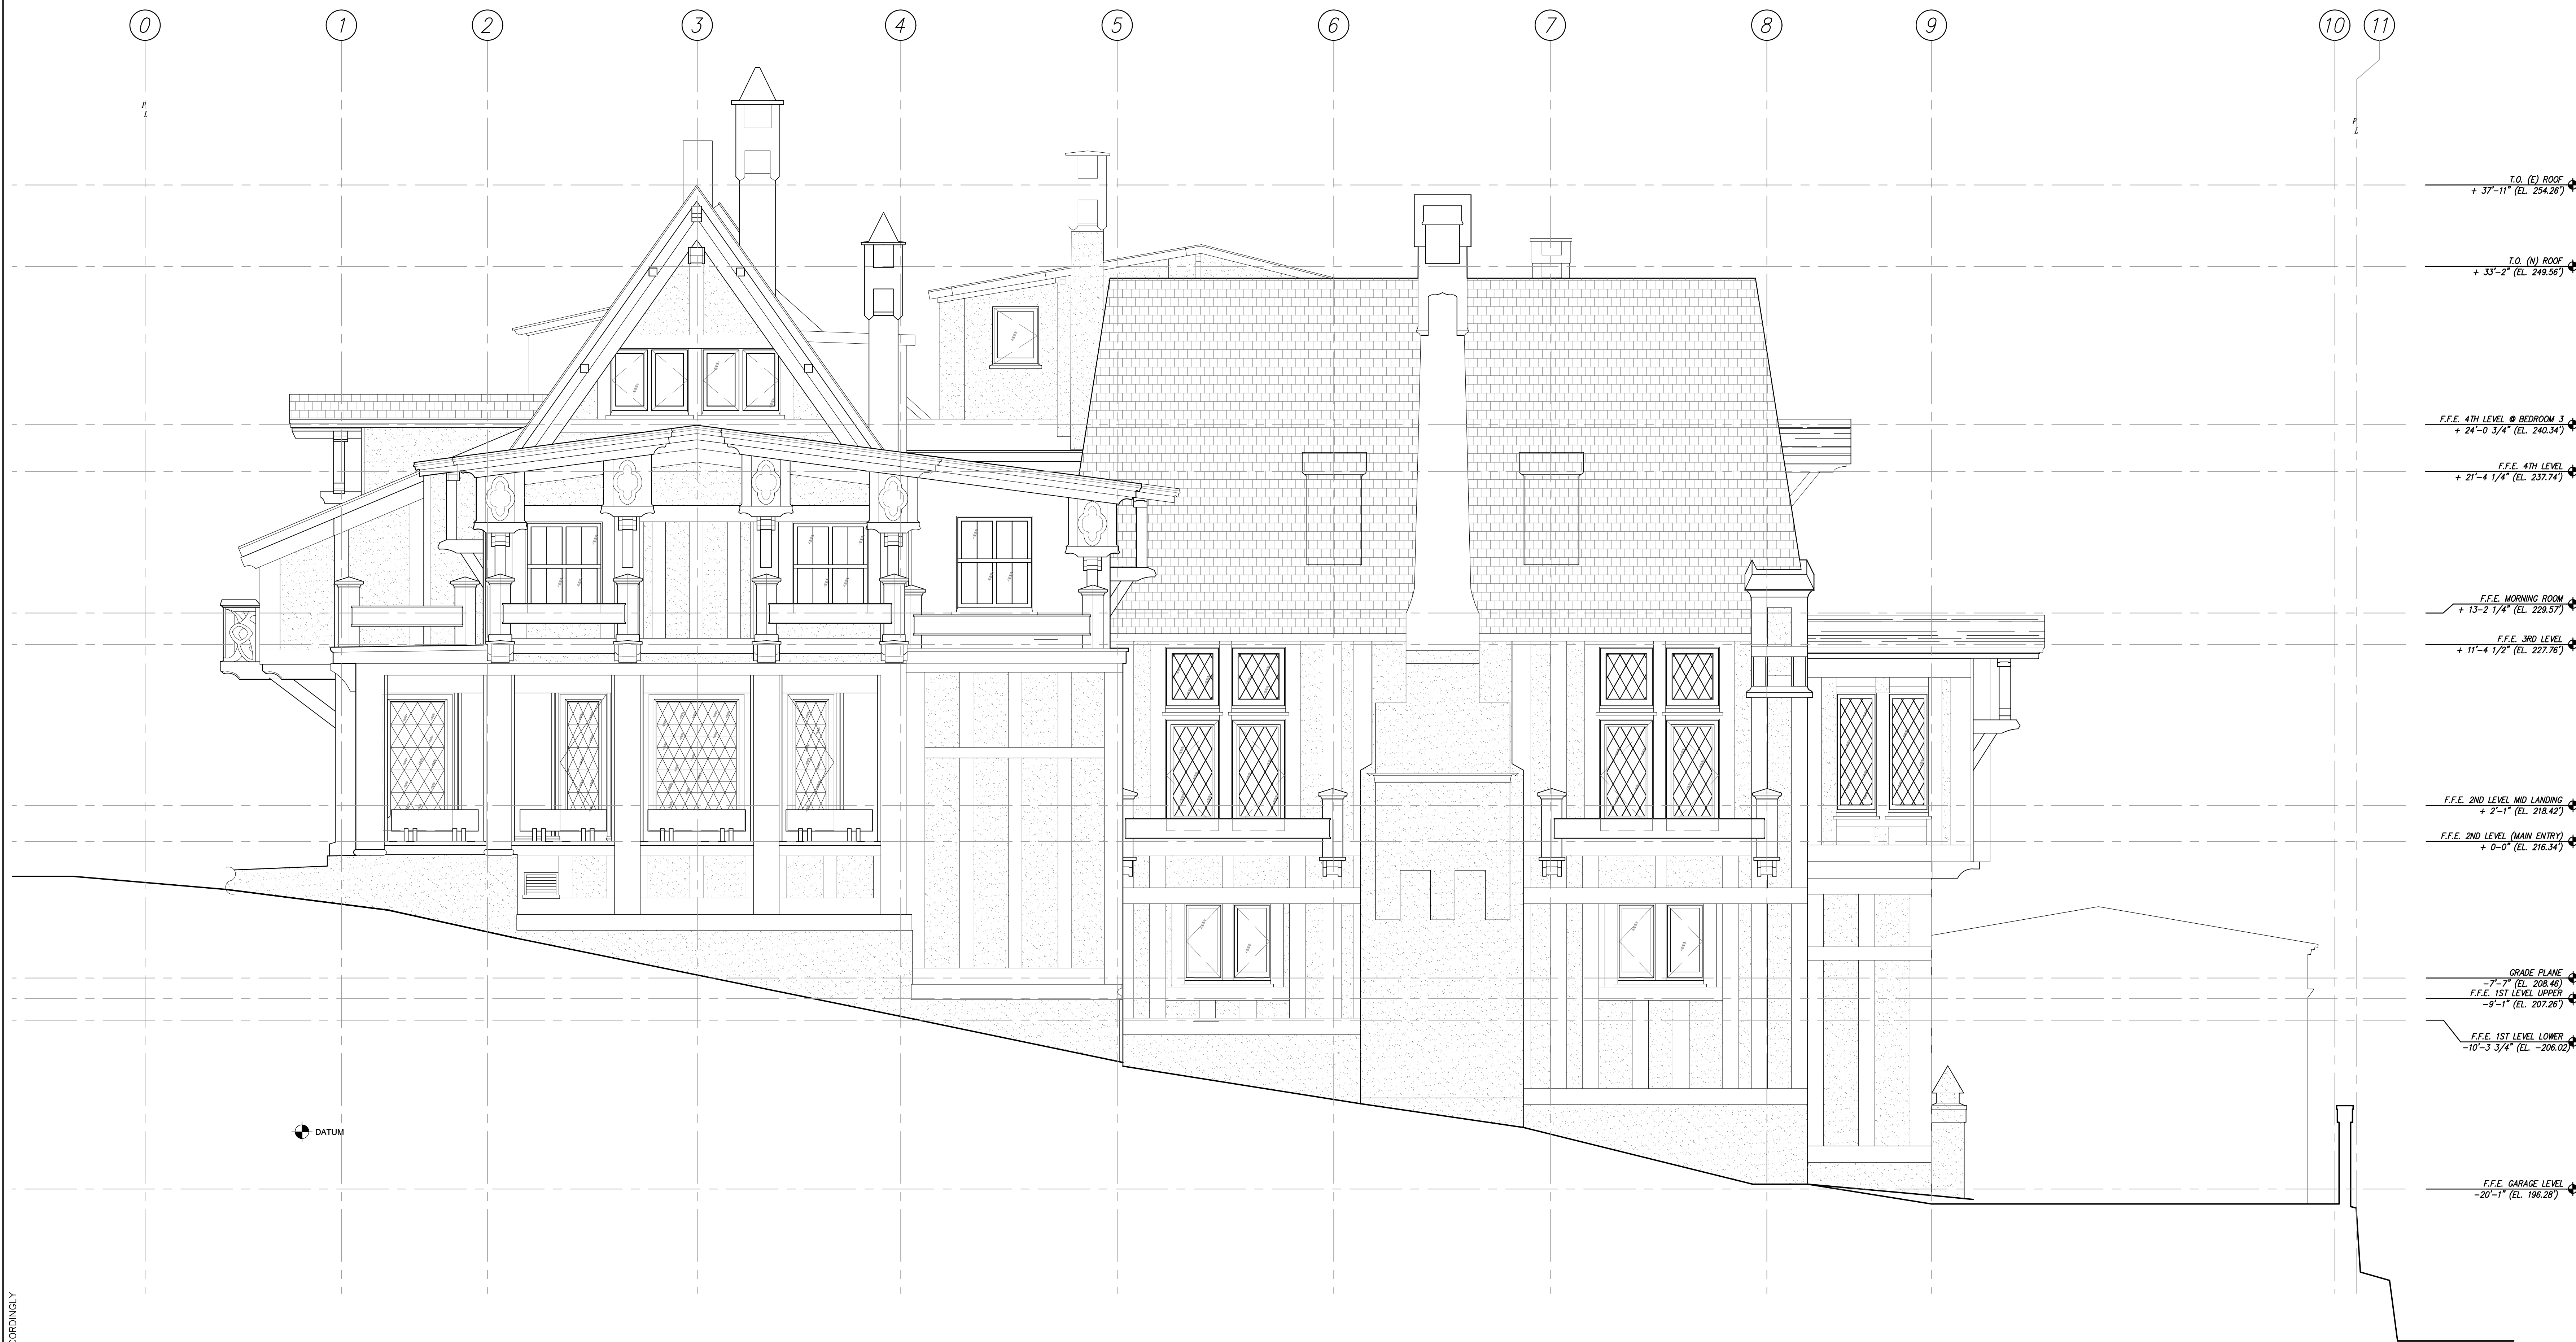 0 1 2 3 4 5 6 7 8 9 10 11
P L
P L
T.O. (E) ROOF
+ 37'-11" (EL. 254.26')
T.O. (N) ROOF
+ 33'-2" (EL. 249.56')
F.F.E. 4TH LEVEL @ BEDROOM 3
+ 24'-0 3/4" (EL. 240.34')
F.F.E. 4TH LEVEL
+ 21'-4 1/4" (EL. 237.74')
F.F.E. MORNING ROOM
+ 13-2 1/4" (EL. 229.57')
F.F.E. 3RD LEVEL
+ 11'-4 1/2" (EL. 227.76')
F.F.E. 2ND LEVEL MID LANDING
+ 2'-1" (EL. 218.42')
F.F.E. 2ND LEVEL (MAIN ENTRY)
+ 0-0" (EL. 216.34')
GRADE PLANE
-7'-7" (EL. 208.46)
F.F.E. 1ST LEVEL UPPER
-9'-1" (EL. 207.26')
F.F.E. 1ST LEVEL LOWER
-10'-3 3/4" (EL. -206.02)
DATUM
F.F.E. GARAGE LEVEL
-20'-1" (EL. 196.28')
CORDINGLY